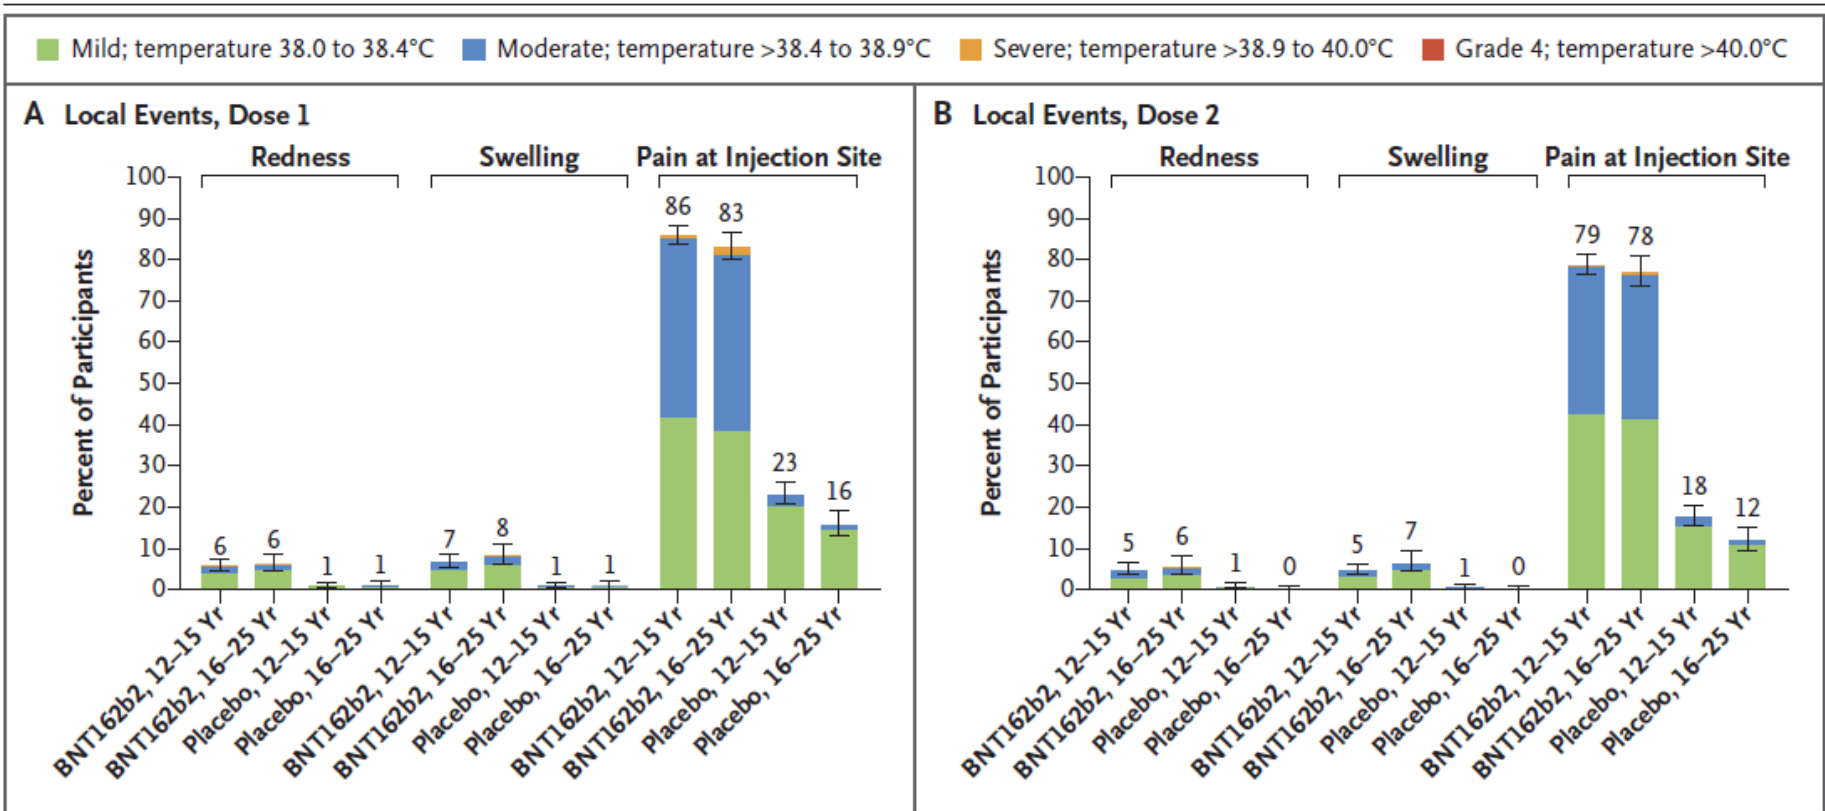 Mild; temperature 38.0 to 38.4°C Moderate; temperature >38.4 to 38.9°C Severe; temperature >38.9 to 40.0°C Grade 4; temperature >40.0°C
A Local Events, Dose 1
Redness Swelling Pain at Injection Site
Percent of Participants
100
90
80
70
60
50
40
30
20
10
0
6 6 1 1 7 8 1 1 86 83 23 16
BNT162b2, 12–15 Yr
BNT162b2, 16–25 Yr
Placebo, 12–15 Yr
Placebo, 16–25 Yr
BNT162b2, 12–15 Yr
BNT162b2, 16–25 Yr
Placebo, 12–15 Yr
Placebo, 16–25 Yr
BNT162b2, 12–15 Yr
BNT162b2, 16–25 Yr
Placebo, 12–15 Yr
Placebo, 16–25 Yr
B Local Events, Dose 2
Redness Swelling Pain at Injection Site
Percent of Participants
100
90
80
70
60
50
40
30
20
10
0
5 6 1 0 5 7 1 0 79 78 18 12
BNT162b2, 12–15 Yr
BNT162b2, 16–25 Yr
Placebo, 12–15 Yr
Placebo, 16–25 Yr
BNT162b2, 12–15 Yr
BNT162b2, 16–25 Yr
Placebo, 12–15 Yr
Placebo, 16–25 Yr
BNT162b2, 12–15 Yr
BNT162b2, 16–25 Yr
Placebo, 12–15 Yr
Placebo, 16–25 Yr